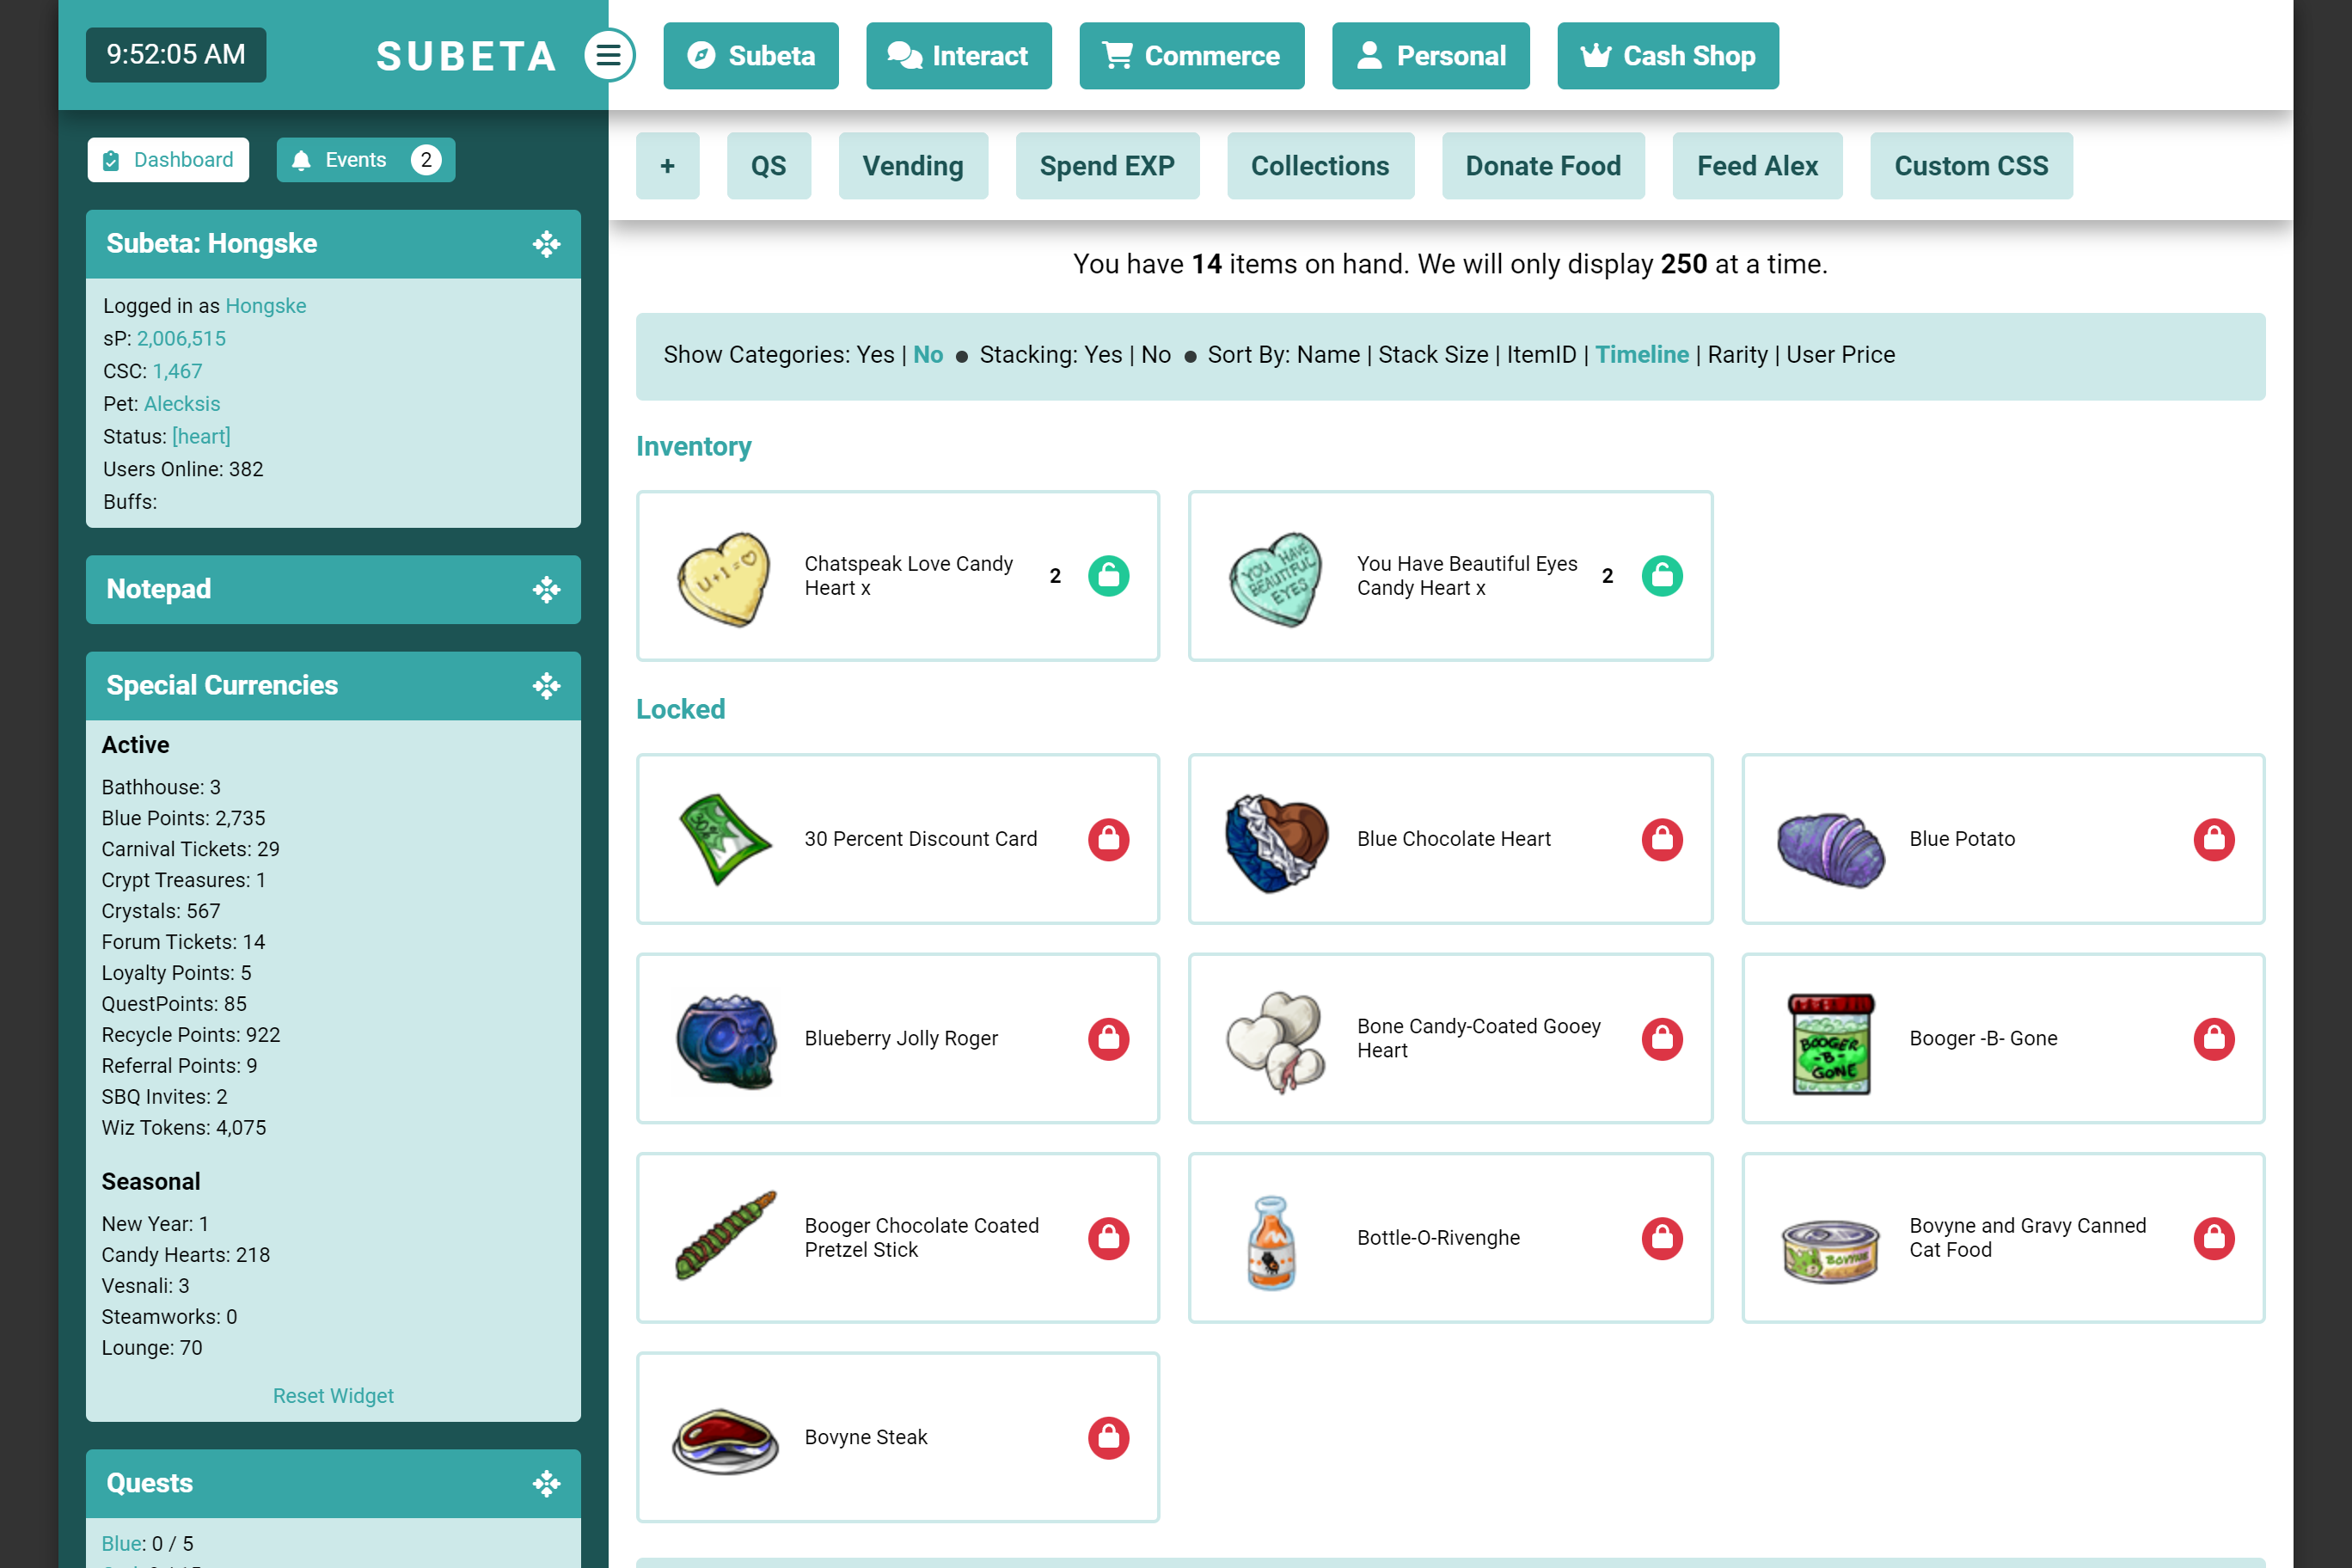 9:52:05 AM
SUBETA
Subeta
Interact
Commerce
Personal
Cash Shop
Dashboard
Events 2
+
QS
Vending
Spend EXP
Collections
Donate Food
Feed Alex
Custom CSS
Subeta: Hongske
Logged in as Hongske
sP: 2,006,515
CSC: 1,467
Pet: Alecksis
Status: [heart]
Users Online: 382
Buffs:
Notepad
Special Currencies
Active
Bathhouse: 3
Blue Points: 2,735
Carnival Tickets: 29
Crypt Treasures: 1
Crystals: 567
Forum Tickets: 14
Loyalty Points: 5
QuestPoints: 85
Recycle Points: 922
Referral Points: 9
SBQ Invites: 2
Wiz Tokens: 4,075
Seasonal
New Year: 1
Candy Hearts: 218
Vesnali: 3
Steamworks: 0
Lounge: 70
Reset Widget
Quests
Blue: 0 / 5
You have 14 items on hand. We will only display 250 at a time.
Show Categories: Yes | No ● Stacking: Yes | No ● Sort By: Name | Stack Size | ItemID | Timeline | Rarity | User Price
Inventory
U+1=♡
Chatspeak Love Candy
Heart x
2
YOU HAVE
BEAUTIFUL
EYES
You Have Beautiful Eyes
Candy Heart x
2
Locked
30%
30 Percent Discount Card
Blue Chocolate Heart
Blue Potato
Blueberry Jolly Roger
Bone Candy-Coated Gooey
Heart
BOOGER
-B-
GONE
Booger -B- Gone
Booger Chocolate Coated
Pretzel Stick
Bottle-O-Rivenghe
BOVYNE
Bovyne and Gravy Canned
Cat Food
Bovyne Steak